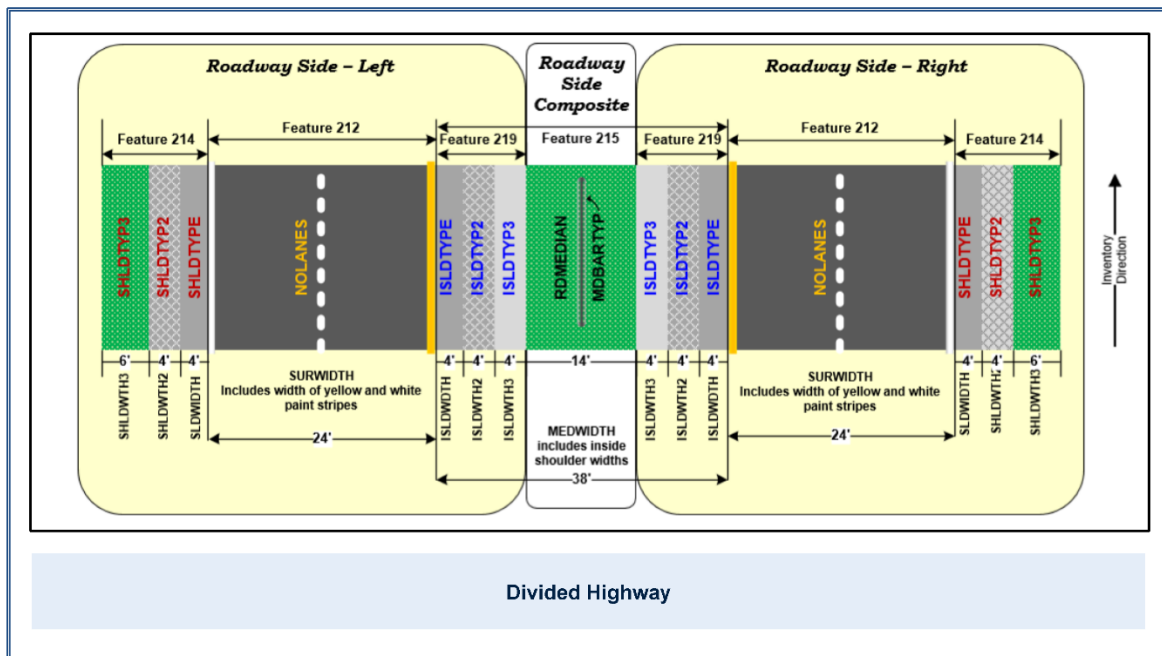 Roadway Side – Left
Roadway
Side
Composite
Roadway Side – Right
Feature 214
Feature 212
Feature 219
Feature 215
Feature 219
Feature 212
Feature 214
SHLDTYP3
SHLDTYP2
SHLDTYPE
NOLANES
ISLDTYPE
ISLDTYP2
ISLDTYP3
RDMEDIAN
MDBARTYP
ISLDTYP3
ISLDTYP2
ISLDTYPE
NOLANES
SHLDTYPE
SHLDTYP2
SHLDTYP3
Inventory
Direction
6'
4'
4'
4'
4'
4'
14'
4'
4'
4'
4'
4'
6'
SHLDWTH3
SHLDWTH2
SLDWIDTH
SURWIDTH
Includes width of yellow and white
paint stripes
24'
ISLDWDTH
ISLDWTH2
ISLDWTH3
MEDWIDTH
includes inside
shoulder widths
38'
ISLDWTH3
ISLDWTH2
ISLDWDTH
SURWIDTH
Includes width of yellow and white
paint stripes
24'
SLDWIDTH
SHLDWTH2
SHLDWTH3
Divided Highway